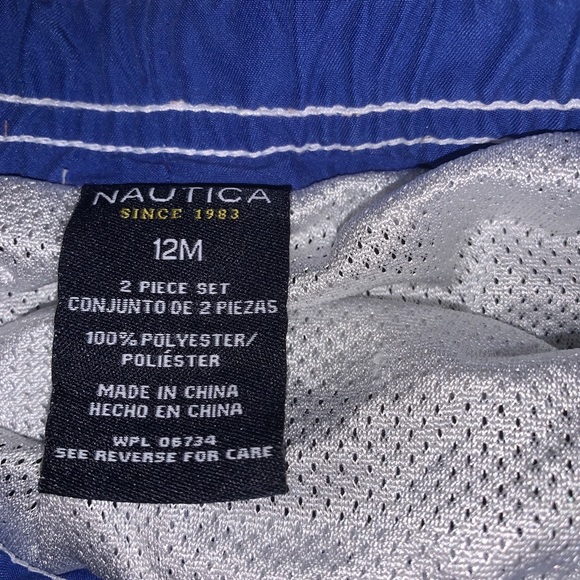 NAUTICA
SINCE 1983
12M
2 PIECE SET
CONJUNTO DE 2 PIEZAS
100% POLYESTER/
POLIÉSTER
MADE IN CHINA
HECHO EN CHINA
WPL 06734
SEE REVERSE FOR CARE